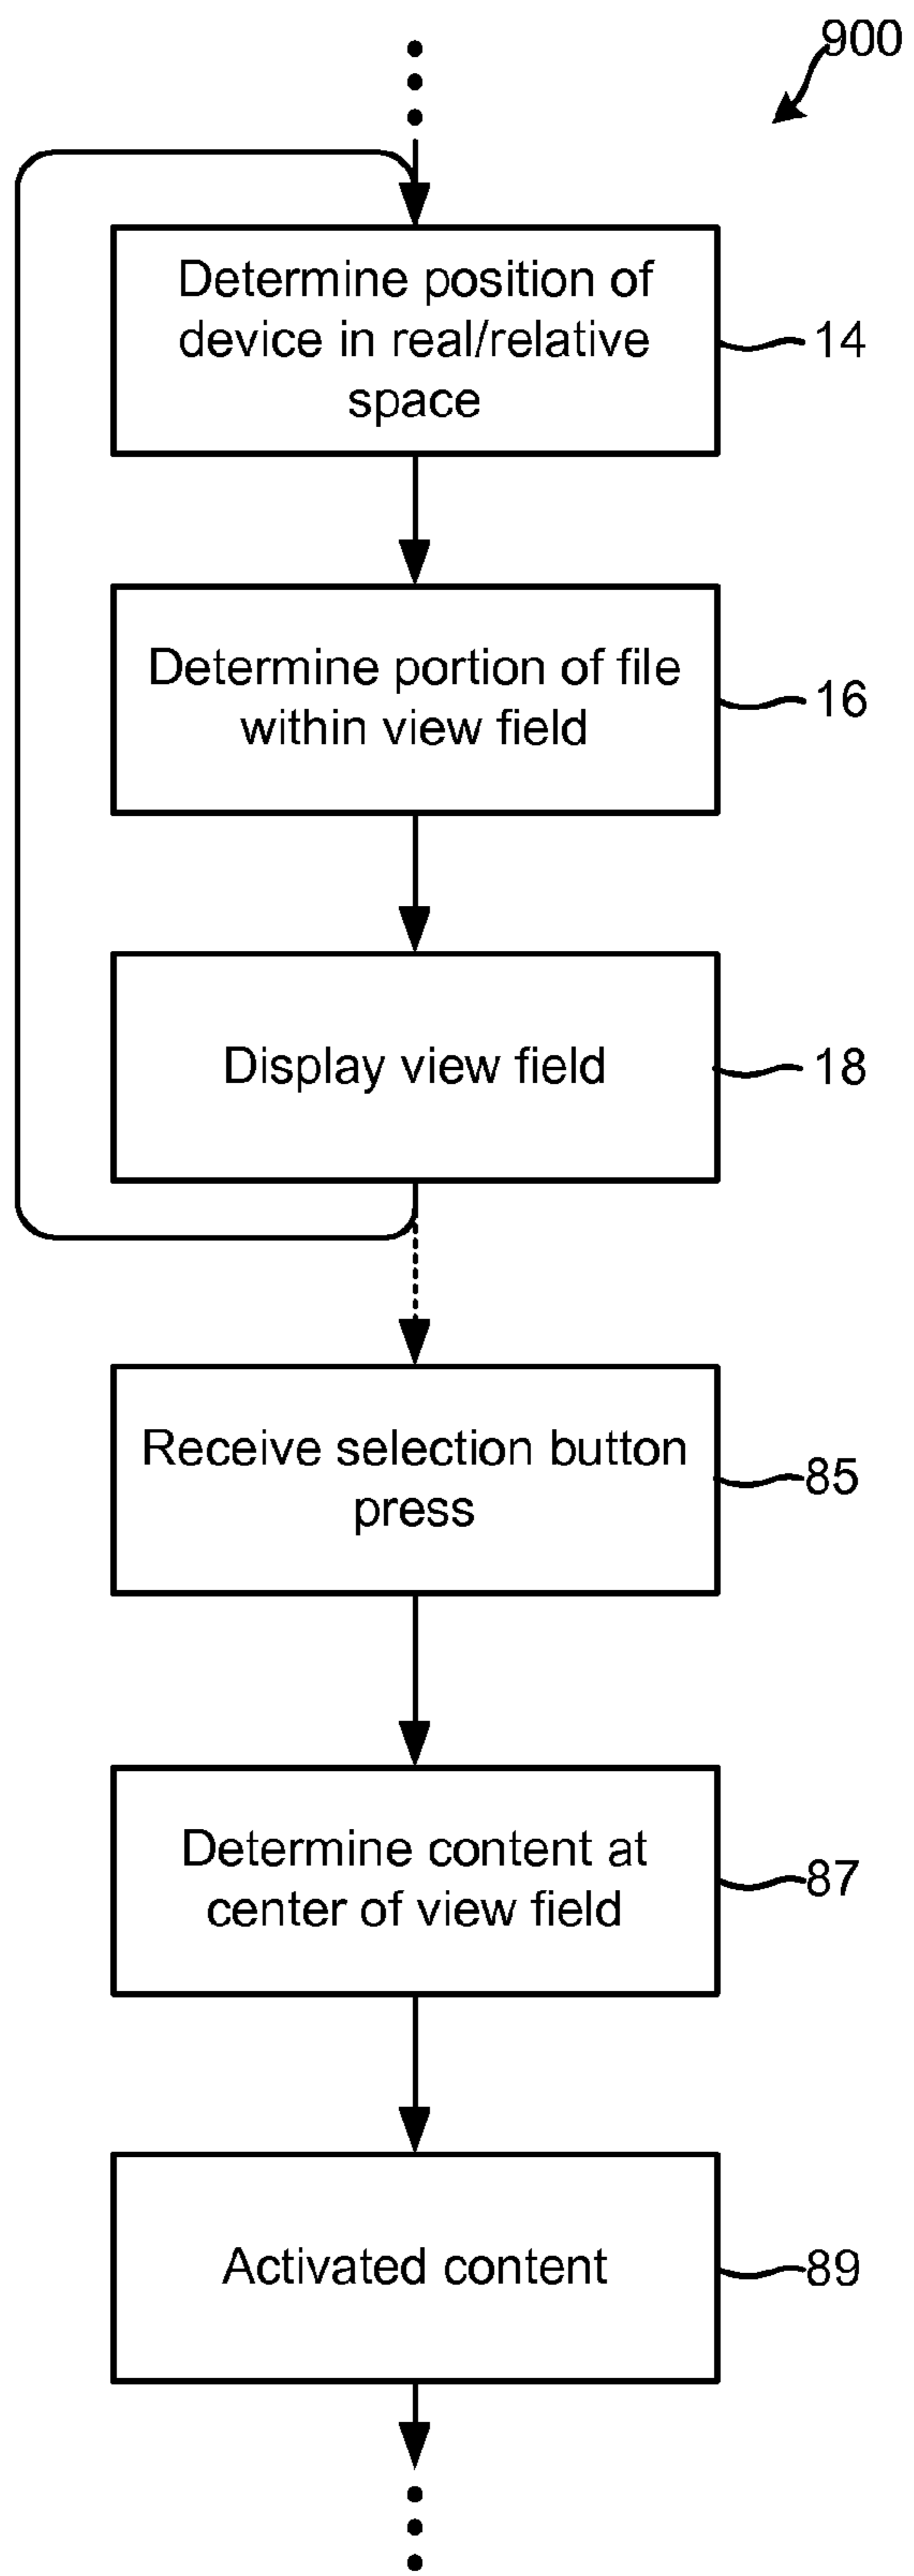 900
Determine position of
device in real/relative
space
14
Determine portion of file
within view field
16
Display view field
18
Receive selection button
press
85
Determine content at
center of view field
87
Activated content
89